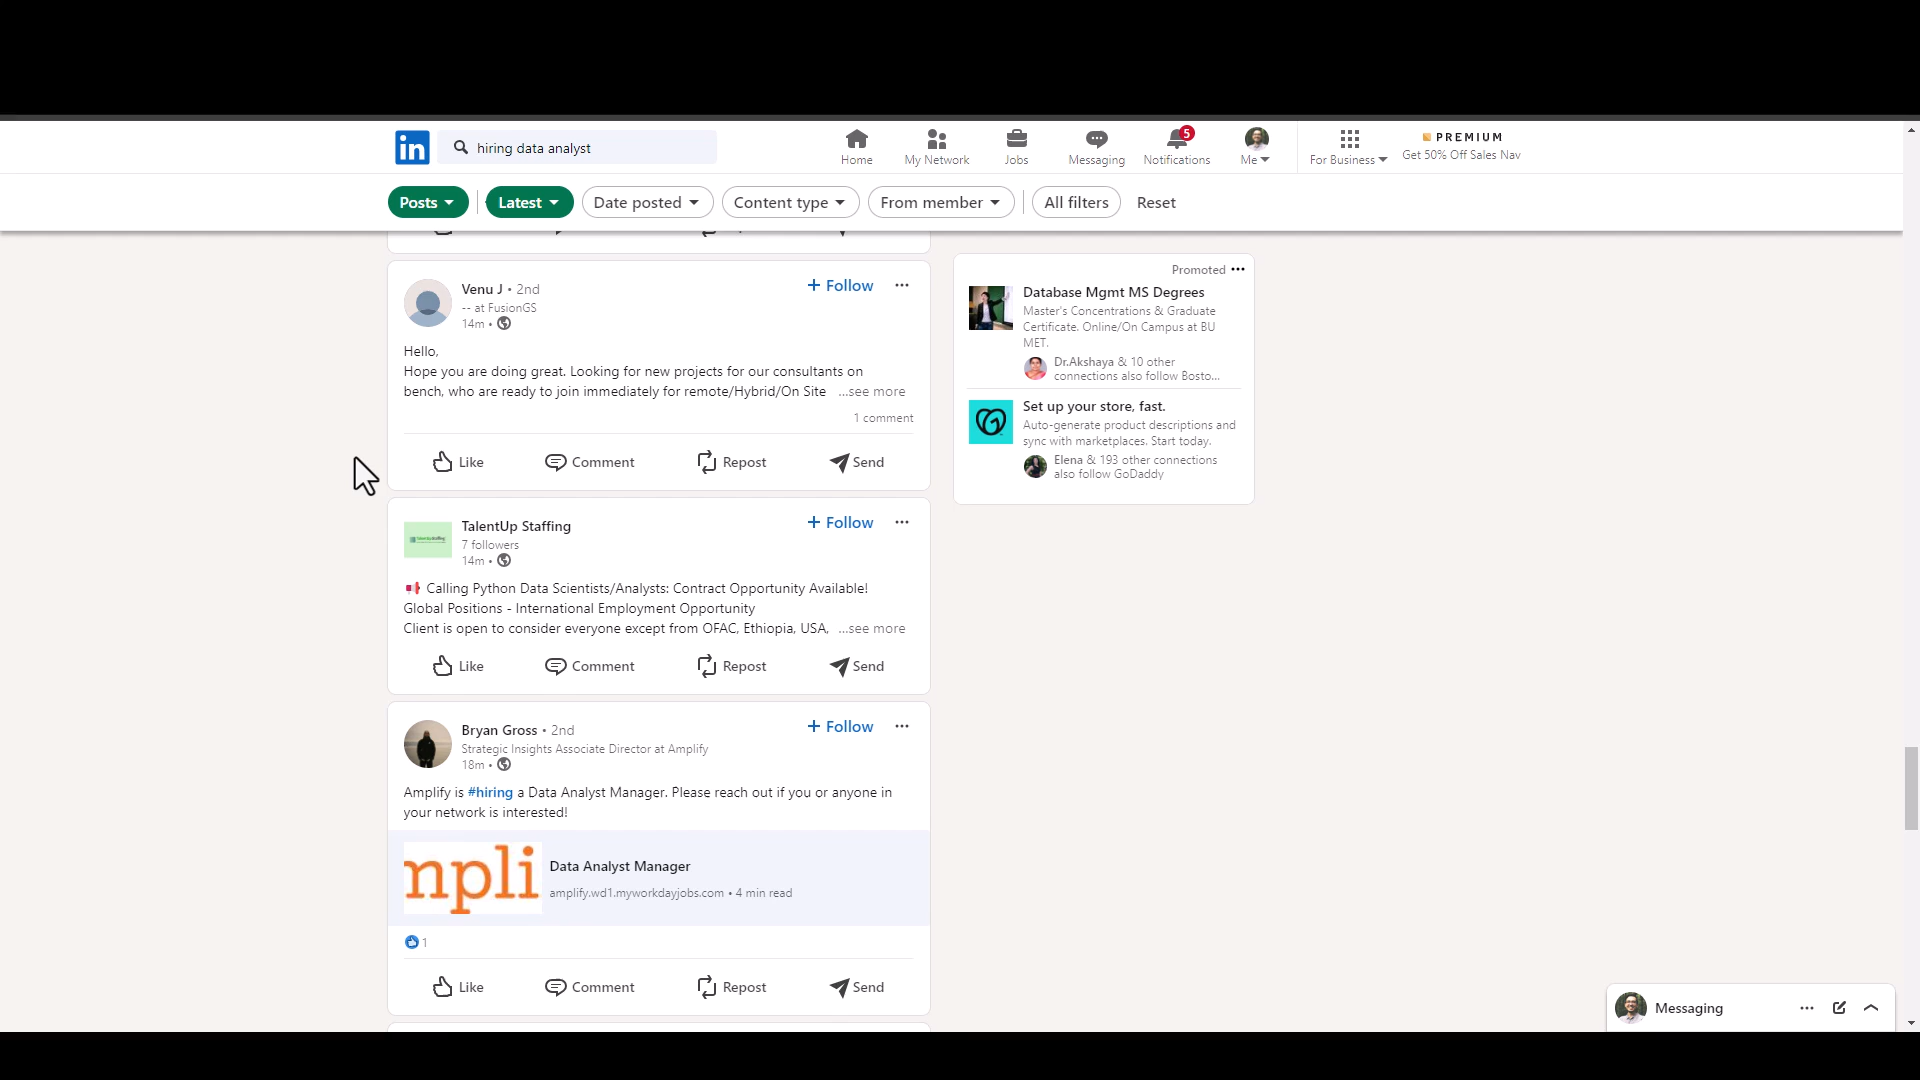 in
hiring data analyst
Home
My Network
Jobs
Messaging
5
Notifications
Me
For Business
PREMIUM
Get 50% Off Sales Nav
Posts
Latest
Date posted
Content type
From member
All filters
Reset
Venu J • 2nd
-- at FusionGS
14m •
+ Follow
Hello,
Hope you are doing great. Looking for new projects for our consultants on
bench, who are ready to join immediately for remote/Hybrid/On Site ...see more
1 comment
Like
Comment
Repost
Send
TalentUp Staffing
7 followers
14m •
+ Follow
Calling Python Data Scientists/Analysts: Contract Opportunity Available!
Global Positions - International Employment Opportunity
Client is open to consider everyone except from OFAC, Ethiopia, USA, ...see more
Like
Comment
Repost
Send
Bryan Gross • 2nd
Strategic Insights Associate Director at Amplify
18m •
+ Follow
Amplify is #hiring a Data Analyst Manager. Please reach out if you or anyone in
your network is interested!
mpli
Data Analyst Manager
amplify.wd1.myworkdayjobs.com • 4 min read
1
Like
Comment
Repost
Send
Promoted
Database Mgmt MS Degrees
Master's Concentrations & Graduate
Certificate. Online/On Campus at BU
MET.
Dr.Akshaya & 10 other
connections also follow Bosto...
Set up your store, fast.
Auto-generate product descriptions and
sync with marketplaces. Start today.
Elena & 193 other connections
also follow GoDaddy
Messaging